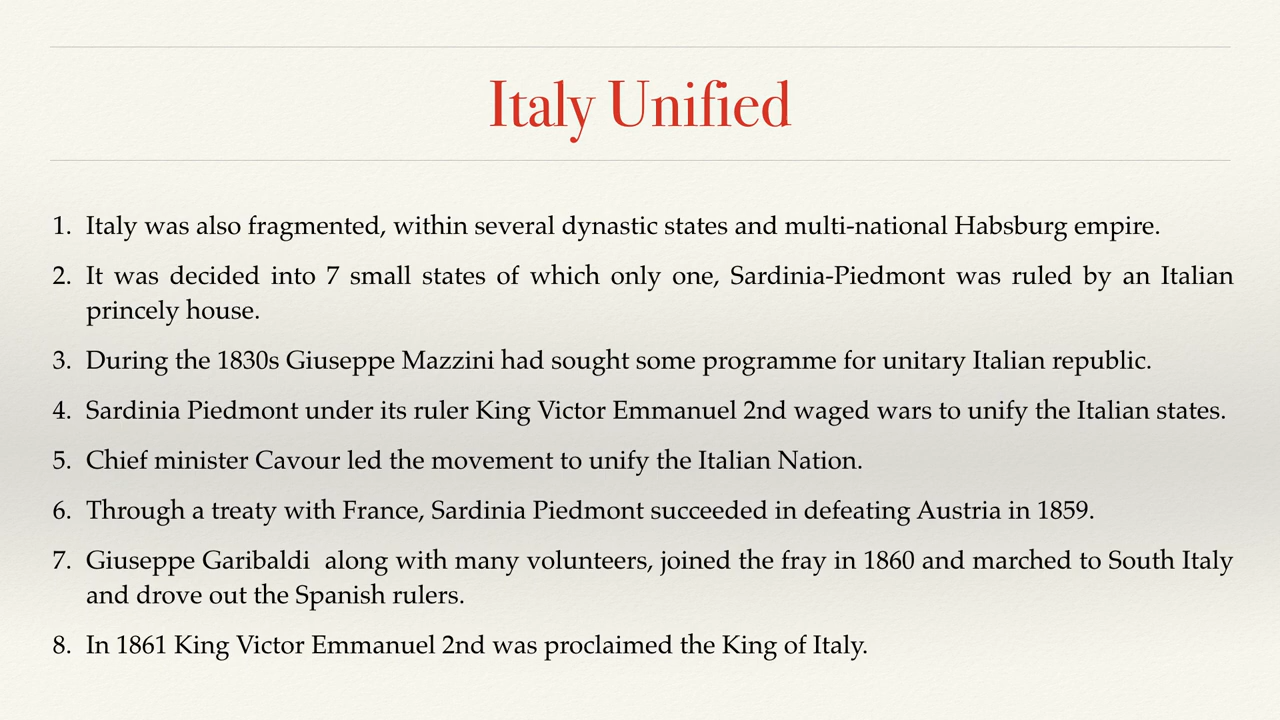 Italy Unified
1. Italy was also fragmented, within several dynastic states and multi-national Habsburg empire.
2. It was decided into 7 small states of which only one, Sardinia-Piedmont was ruled by an Italian
princely house.
3. During the 1830s Giuseppe Mazzini had sought some programme for unitary Italian republic.
4. Sardinia Piedmont under its ruler King Victor Emmanuel 2nd waged wars to unify the Italian states.
5. Chief minister Cavour led the movement to unify the Italian Nation.
6. Through a treaty with France, Sardinia Piedmont succeeded in defeating Austria in 1859.
7. Giuseppe Garibaldi  along with many volunteers, joined the fray in 1860 and marched to South Italy
and drove out the Spanish rulers.
8. In 1861 King Victor Emmanuel 2nd was proclaimed the King of Italy.